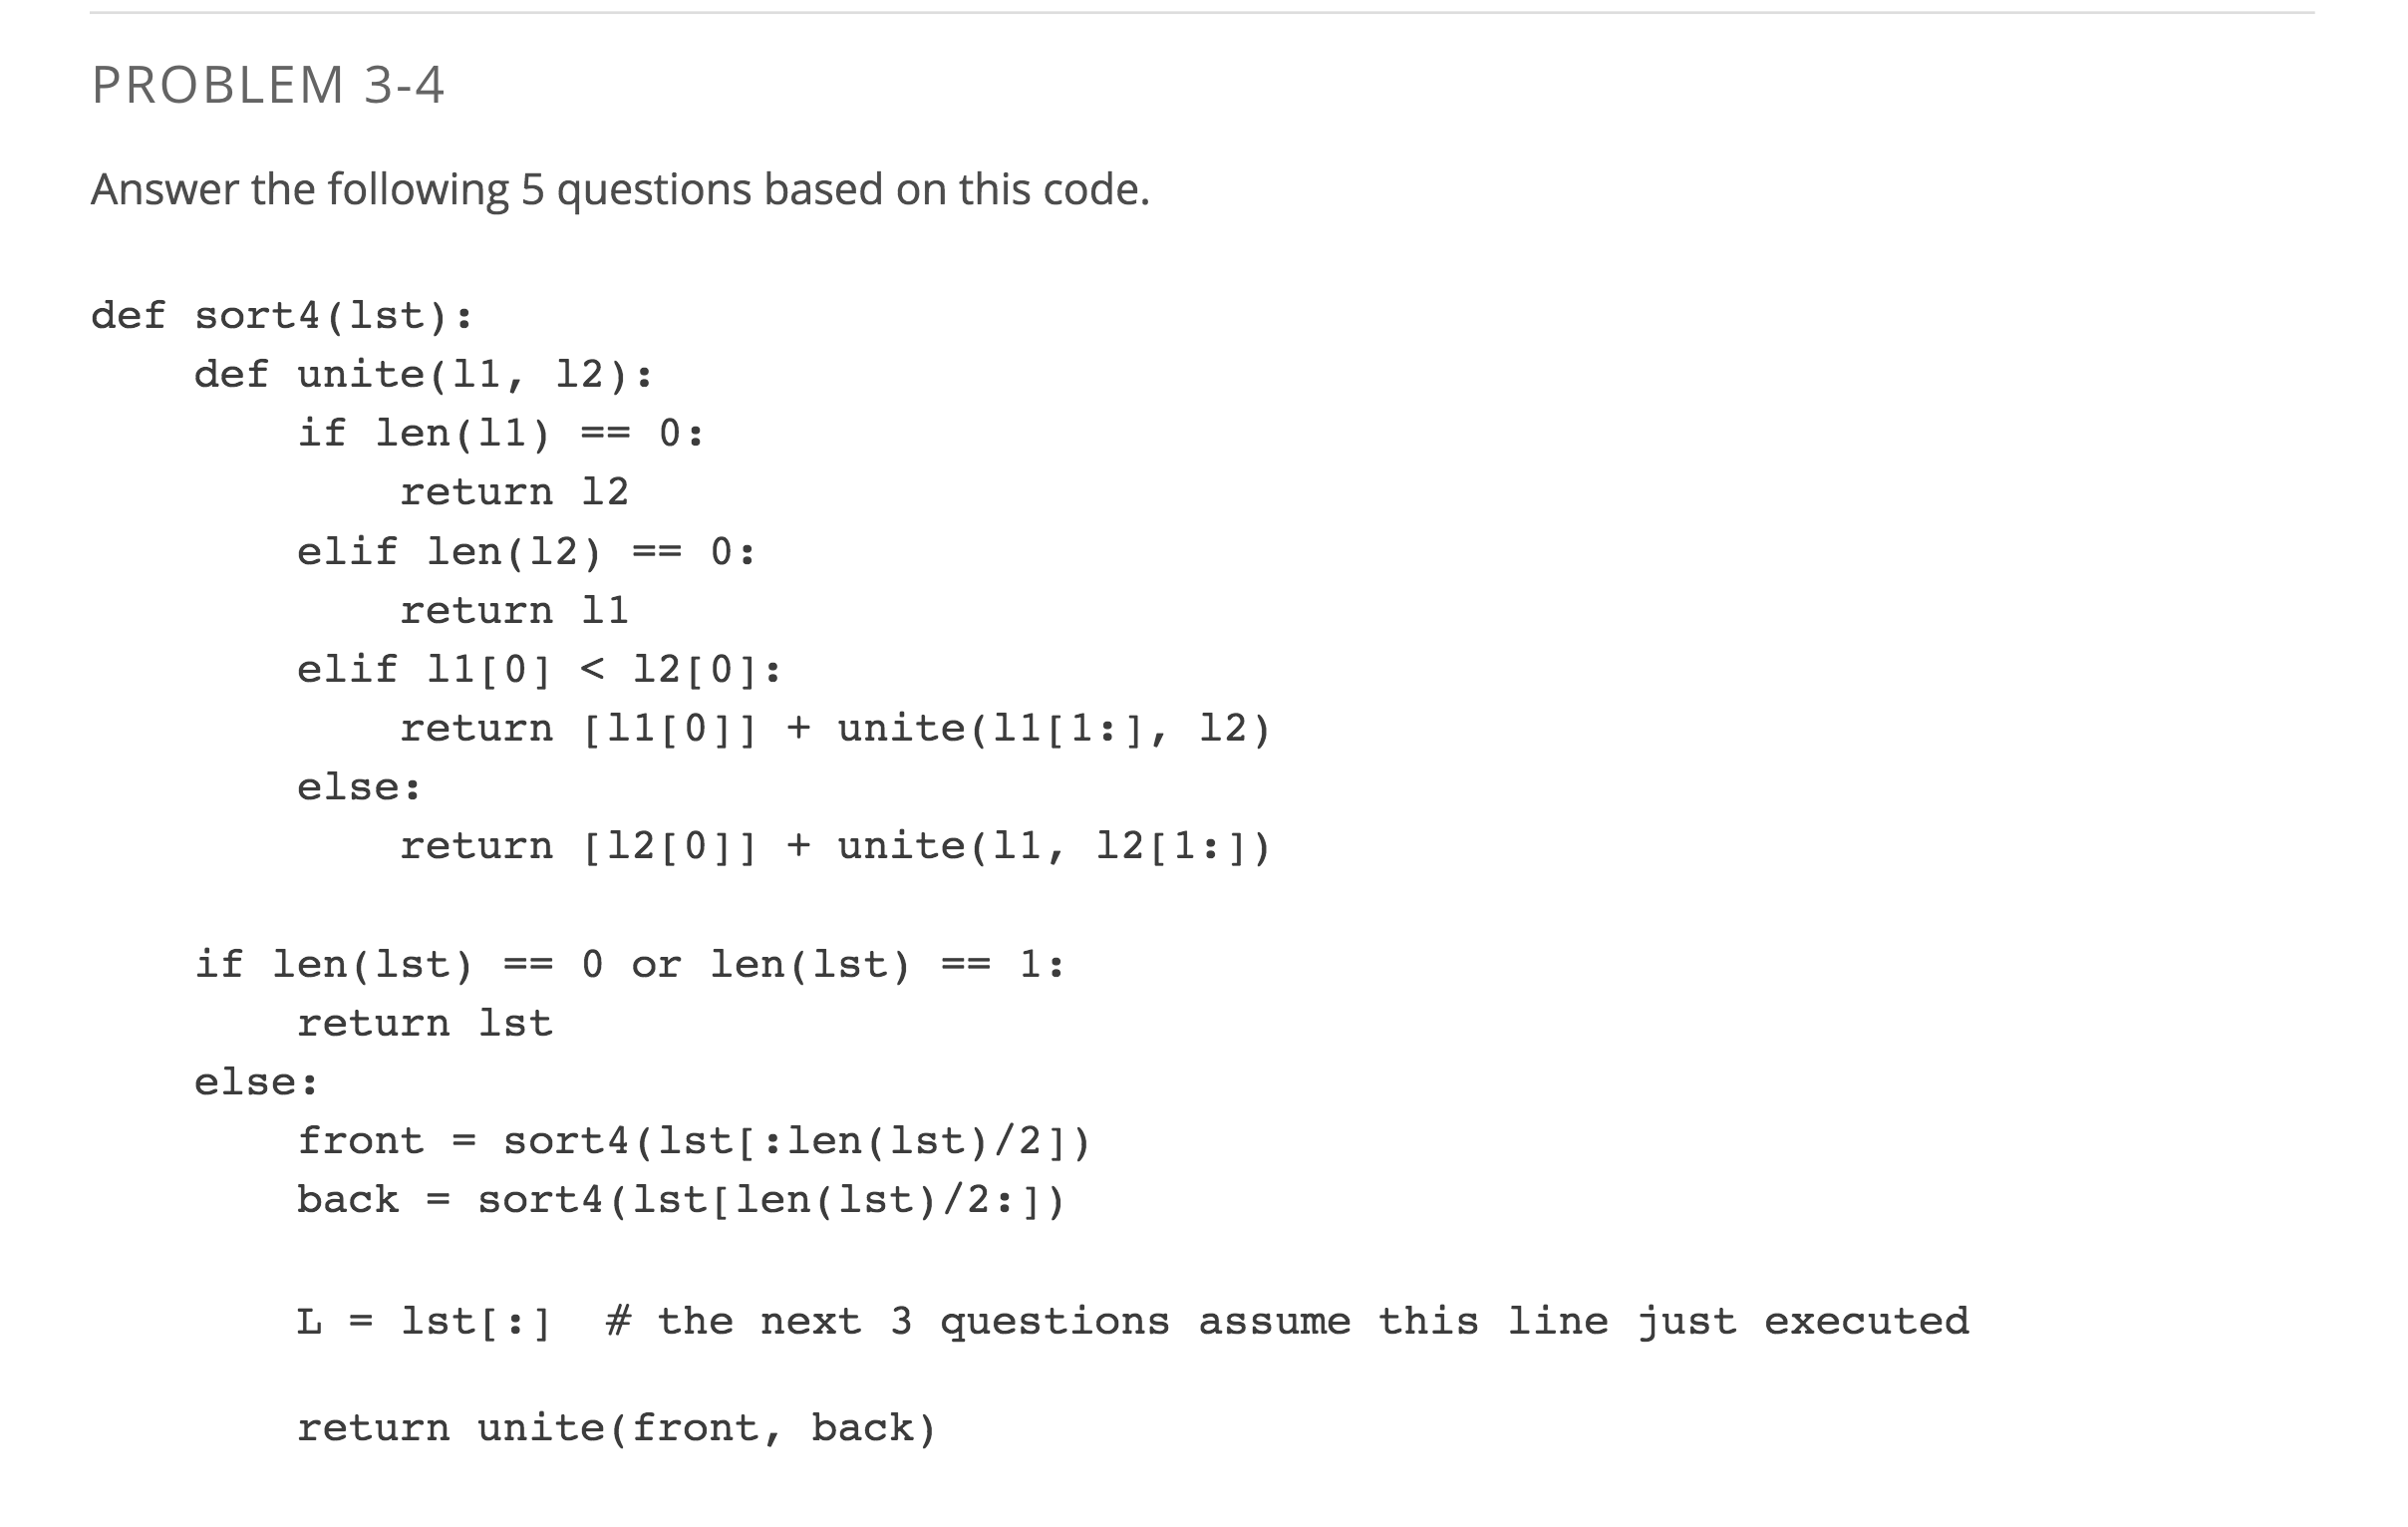 PROBLEM 3-4
Answer the following 5 questions based on this code.
def sort4(lst):
    def unite(l1, l2):
        if len(l1) == 0:
            return l2
        elif len(l2) == 0:
            return l1
        elif l1[0] < l2[0]:
            return [l1[0]] + unite(l1[1:], l2)
        else:
            return [l2[0]] + unite(l1, l2[1:])
    if len(lst) == 0 or len(lst) == 1:
        return lst
    else:
        front = sort4(lst[:len(lst)/2])
        back = sort4(lst[len(lst)/2:])
        L = lst[:]  # the next 3 questions assume this line just executed
        return unite(front, back)